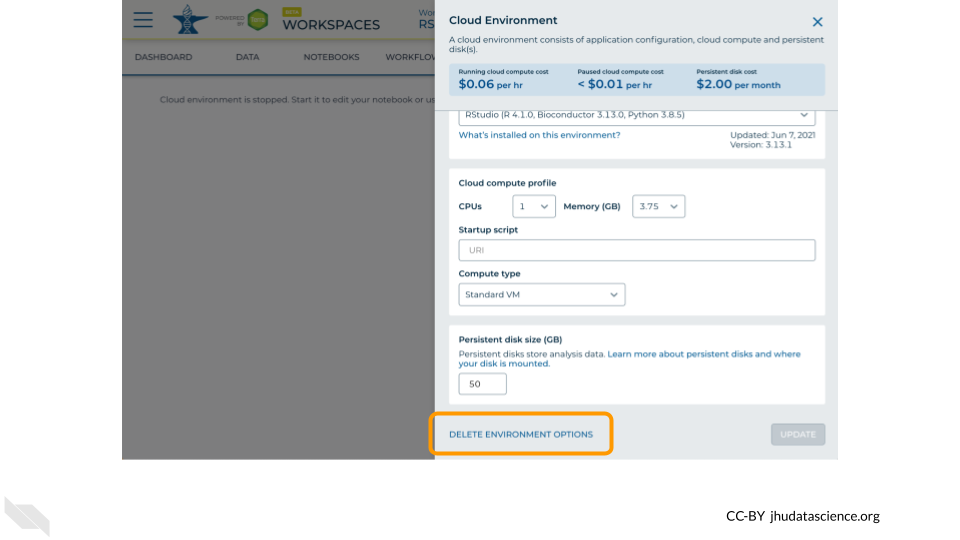 POWERED BY Terra
BETA
WORKSPACES
Wor
RS
DASHBOARD
DATA
NOTEBOOKS
WORKFLOW
Cloud environment is stopped. Start it to edit your notebook or us
Cloud Environment
A cloud environment consists of application configuration, cloud compute and persistent
disk(s).
Running cloud compute cost
$0.06 per hr
Paused cloud compute cost
< $0.01 per hr
Persistent disk cost
$2.00 per month
RStudio (R 4.1.0, Bioconductor 3.13.0, Python 3.8.5)
What's installed on this environment?
Updated: Jun 7, 2021
Version: 3.13.1
Cloud compute profile
CPUs 1 Memory (GB) 3.75
Startup script
URI
Compute type
Standard VM
Persistent disk size (GB)
Persistent disks store analysis data. Learn more about persistent disks and where
your disk is mounted.
50
DELETE ENVIRONMENT OPTIONS
UPDATE
CC-BY jhudatascience.org